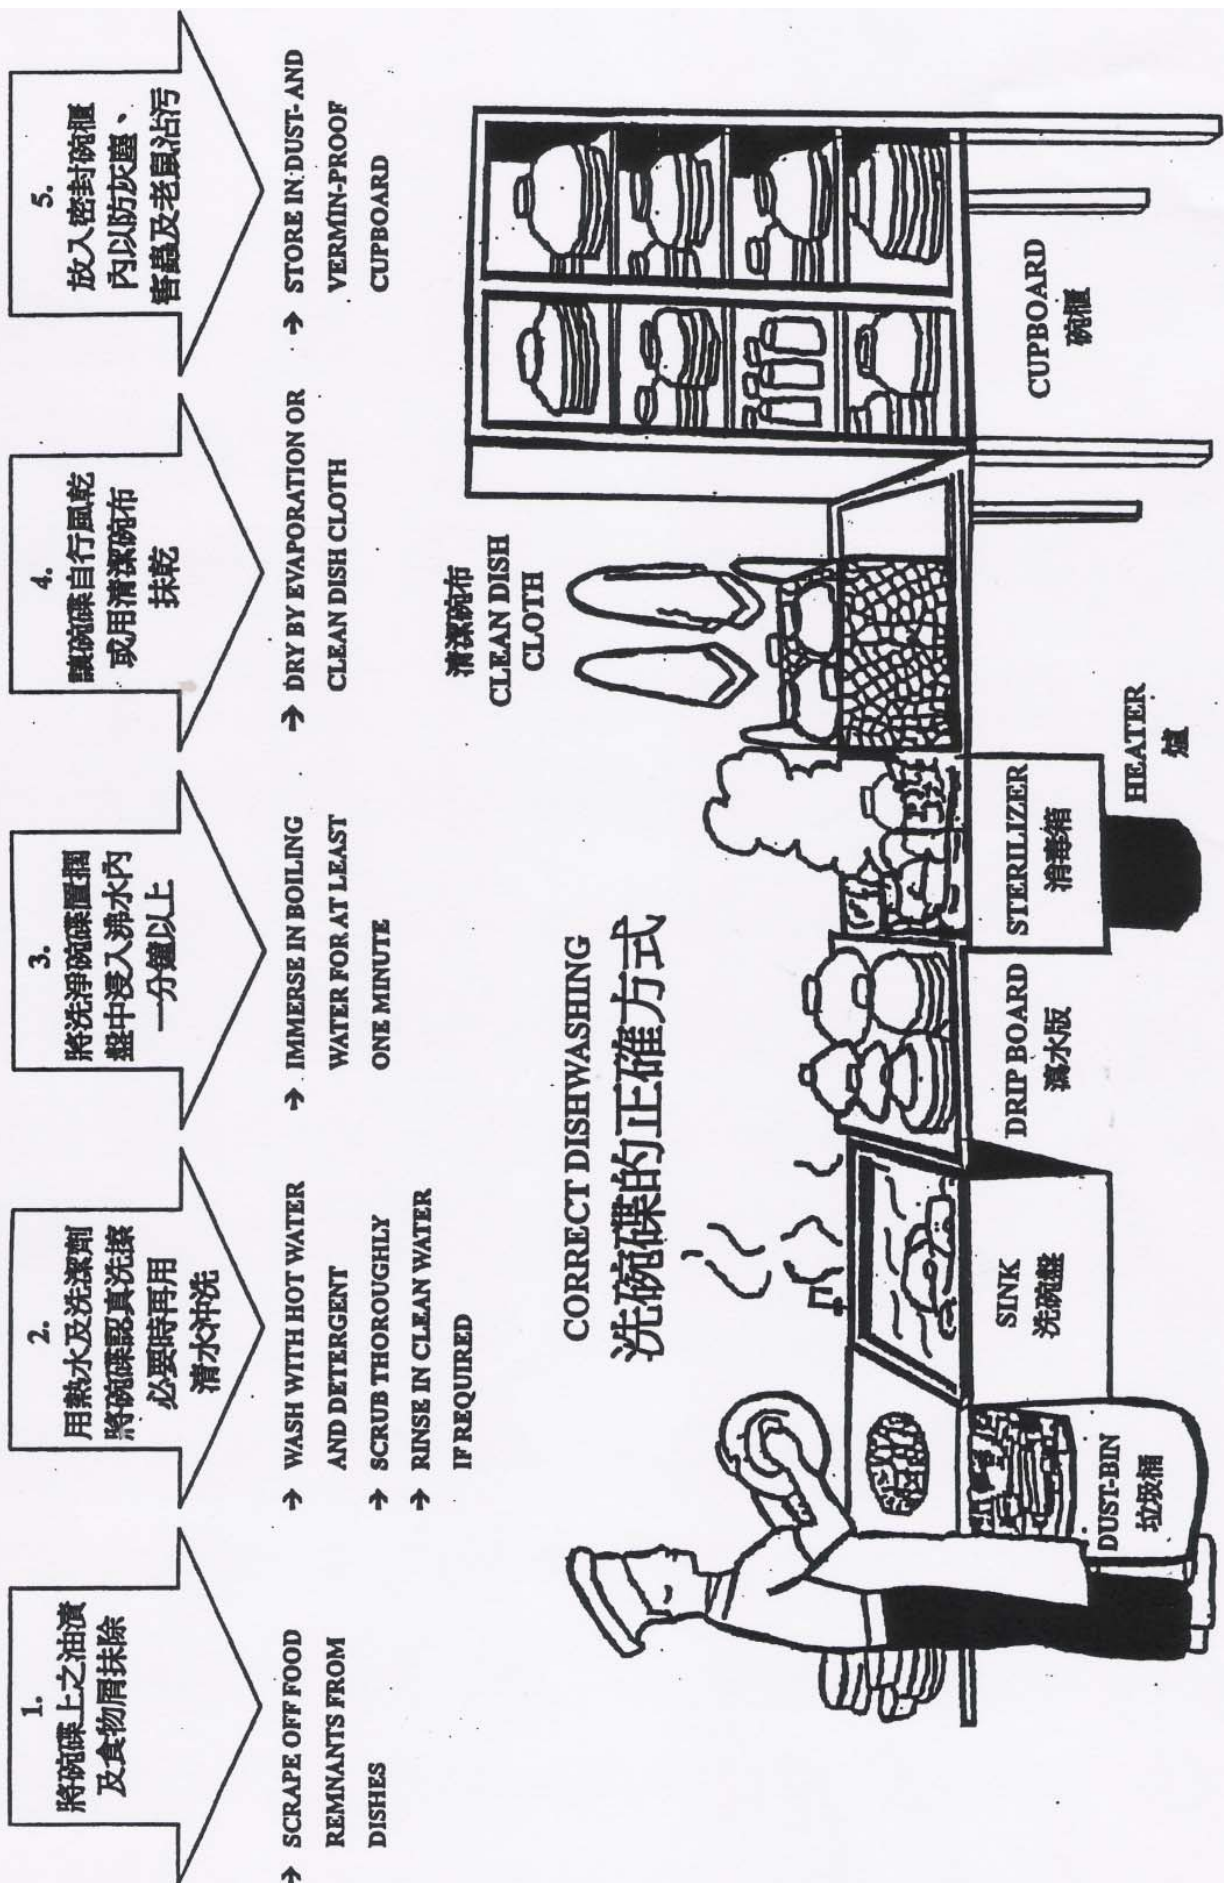 1.
將碗碟上之油漬
及食物屑抹除
2.
用熱水及洗潔劑
將碗碟認真洗擦
必要時再用
清水冲洗
3.
將洗淨碗碟置擱
盤中浸入沸水內
一分鐘以上
4.
讓碗碟自行風乾
或用清潔碗布
抹乾
5.
放入密封碗櫃
內以防灰塵、
害蟲及老鼠沾污
→ SCRAPE OFF FOOD
REMNANTS FROM
DISHES
→ WASH WITH HOT WATER
AND DETERGENT
→ SCRUB THOROUGHLY
→ RINSE IN CLEAN WATER
IF REQUIRED
→ IMMERSE IN BOILING
WATER FOR AT LEAST
ONE MINUTE
→ DRY BY EVAPORATION OR
CLEAN DISH CLOTH
→ STORE IN DUST- AND
VERMIN-PROOF
CUPBOARD
CORRECT DISHWASHING
洗碗碟的正確方式
清潔碗布
CLEAN DISH
CLOTH
DUST-BIN
垃圾桶
SINK
洗碗盤
DRIP BOARD
瀉水版
STERILIZER
消毒箱
HEATER
爐
CUPBOARD
碗櫃